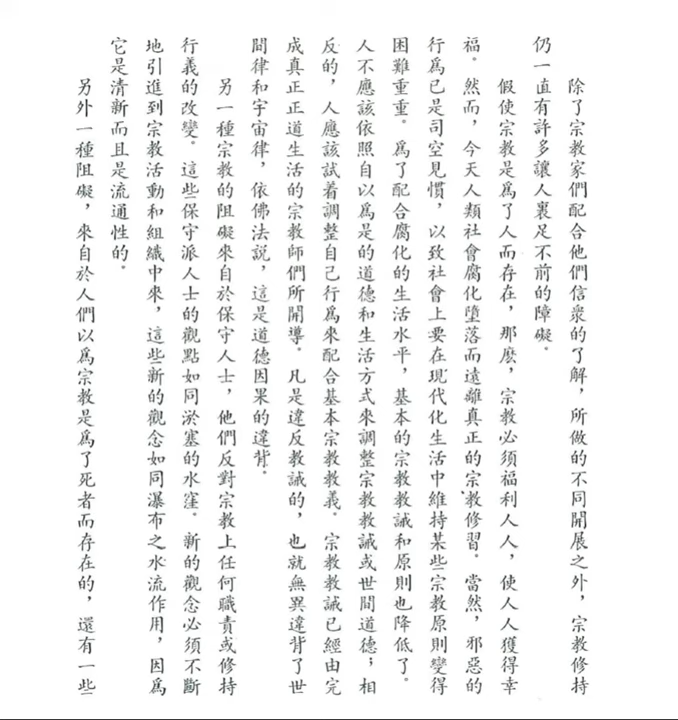 除了宗教家們配合他們信衆的了解，所做的不同開展之外，宗教修持
仍一直有許多讓人裹足不前的障礙。
假使宗教是爲了人而存在，那麽，宗教必須福利人人，使人人獲得幸
福。然而，今天人類社會腐化墮落而遠離真正的宗教修習。當然，邪惡的
行爲已是司空見慣，以致社會上要在現代化生活中維持某些宗教原則變得
困難重重。爲了配合腐化的生活水平，基本的宗教教誡和原則也降低了。
人不應該依照自以爲是的道德和生活方式來調整宗教教誡或世間道德；相
反的，人應該試着調整自己行爲來配合基本宗教教義。宗教教誡已經由完
成真正正道生活的宗教師們所開導。凡是違反教誡的，也就無異違背了世
間律和宇宙律，依佛法説，這是道德因果的違背。
另一種宗教的阻礙來自於保守人士，他們反對宗教上任何職責或修持
行義的改變。這些保守派人士的觀點如同淤塞的水窪。新的觀念必須不斷
地引進到宗教活動和組織中來，這些新的觀念如同瀑布之水流作用，因爲
它是清新而且是流通性的。
另外一種阻礙，來自於人們以爲宗教是爲了死者而存在的，還有一些